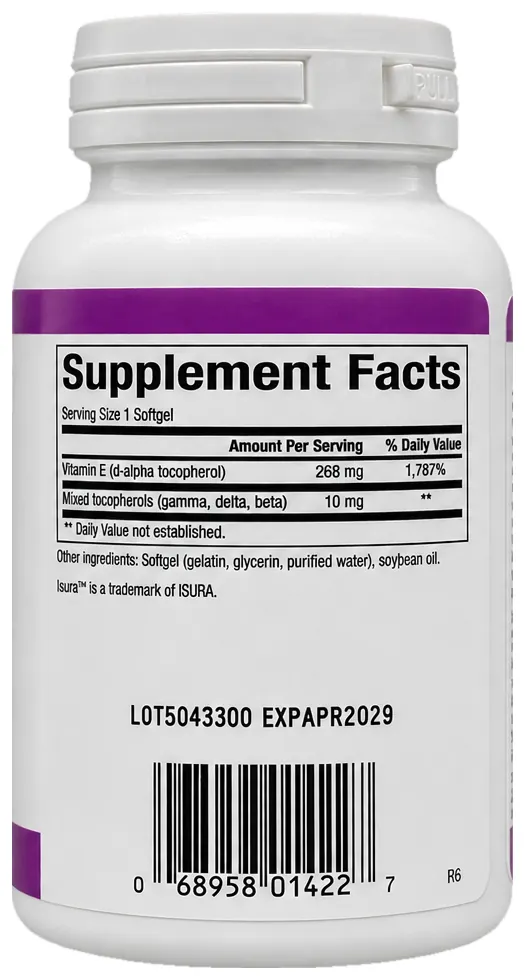 PULL
Supplement Facts
Serving Size 1 Softgel
Amount Per Serving % Daily Value
Vitamin E (d-alpha tocopherol) 268 mg 1,787%
Mixed tocopherols (gamma, delta, beta) 10 mg **
** Daily Value not established.
Other ingredients: Softgel (gelatin, glycerin, purified water), soybean oil.
Isura™ is a trademark of ISURA.
LOT5043300 EXPAPR2029
0 68958 01422 7
R6